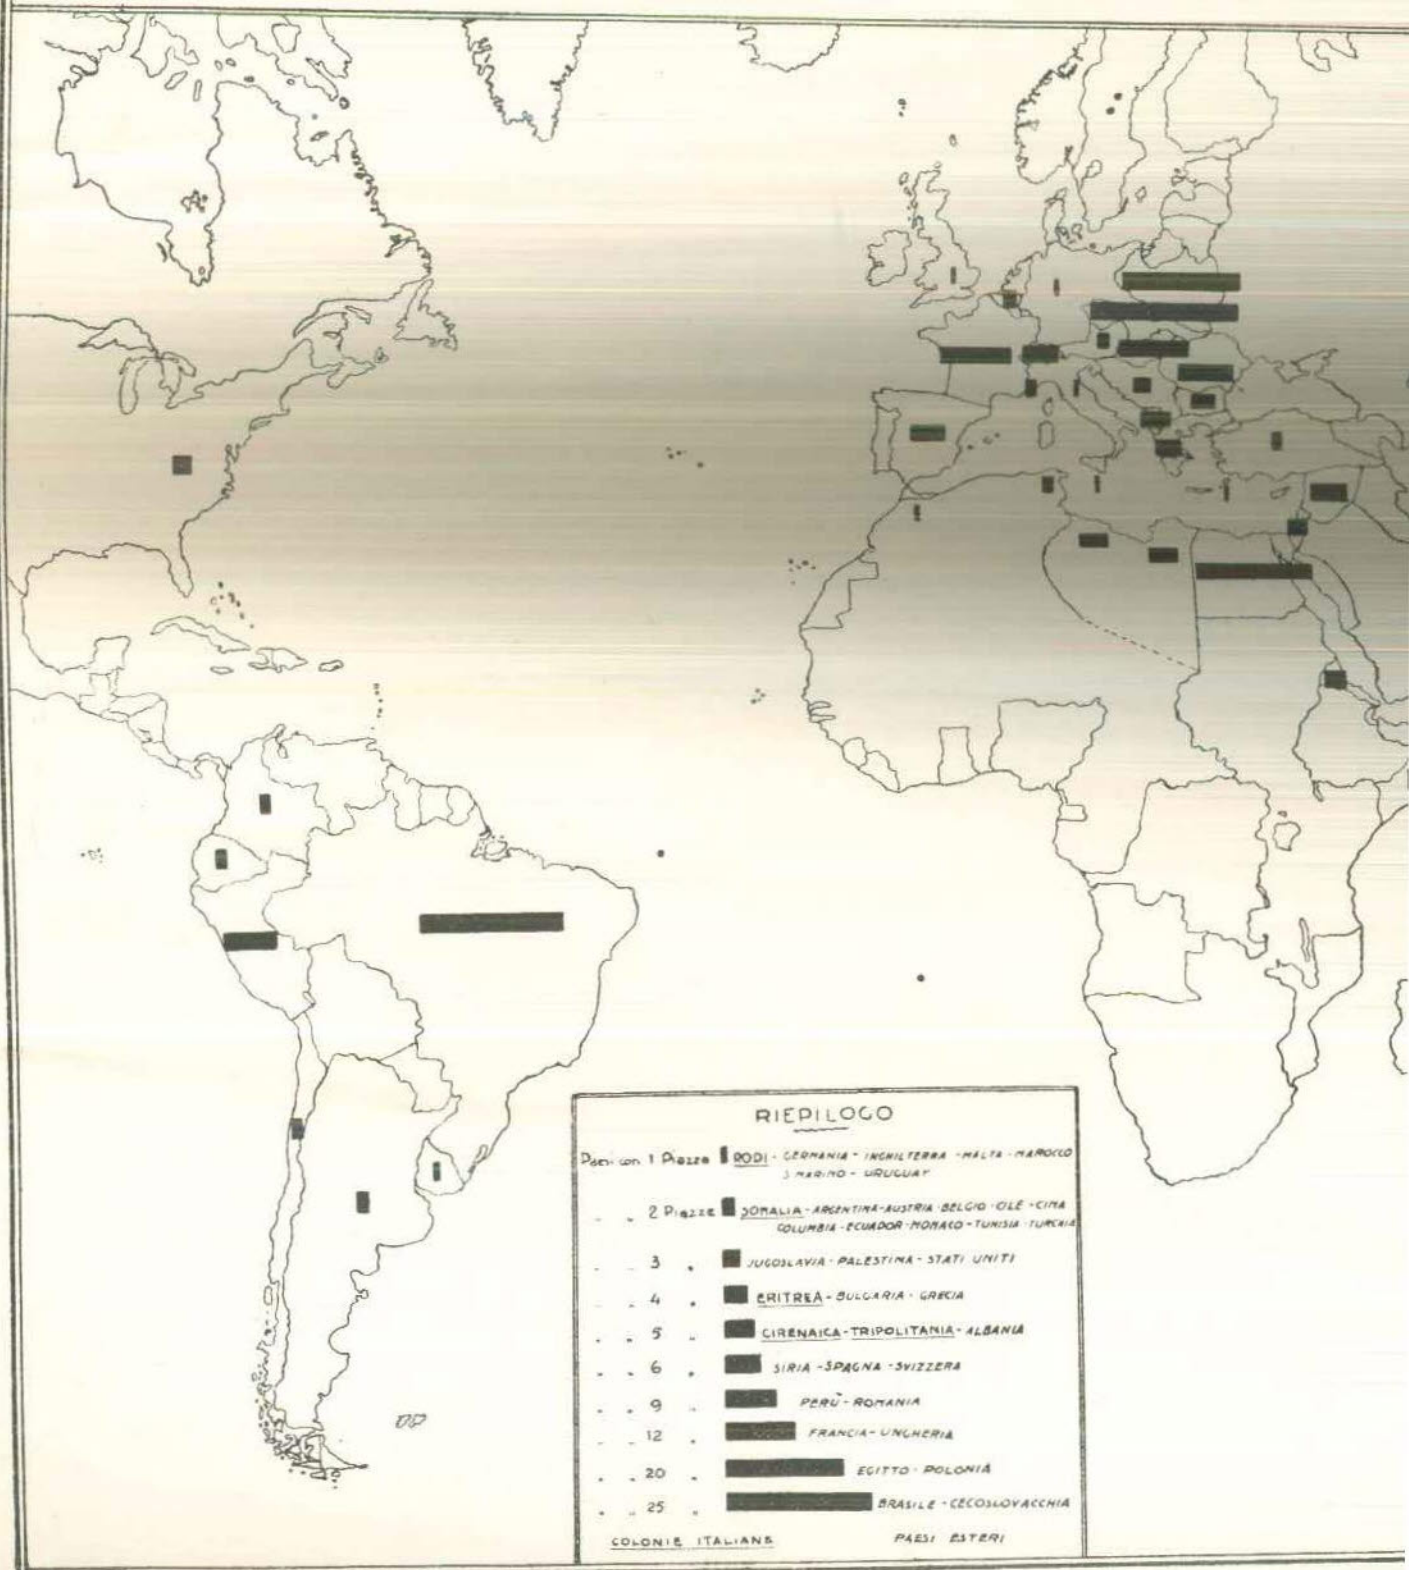 RIEPILOGO
Paesi con 1 Piazza RODI - GERMANIA - INGHILTERRA - MALTA - MAROCCO
S. MARINO - URUGUAY
" " 2 Piazze SOMALIA - ARGENTINA - AUSTRIA - BELGIO - CILE - CINA
COLUMBIA - ECUADOR - MONACO - TUNISIA - TURCHIA
" " 3 " JUGOSLAVIA - PALESTINA - STATI UNITI
" " 4 " ERITREA - BULGARIA - GRECIA
" " 5 " CIRENAICA - TRIPOLITANIA - ALBANIA
" " 6 " SIRIA - SPAGNA - SVIZZERA
" " 9 " PERÙ - ROMANIA
" " 12 " FRANCIA - UNGHERIA
" " 20 " EGITTO - POLONIA
" " 25 " BRASILE - CECOSLOVACCHIA
COLONIE ITALIANE PAESI ESTERI